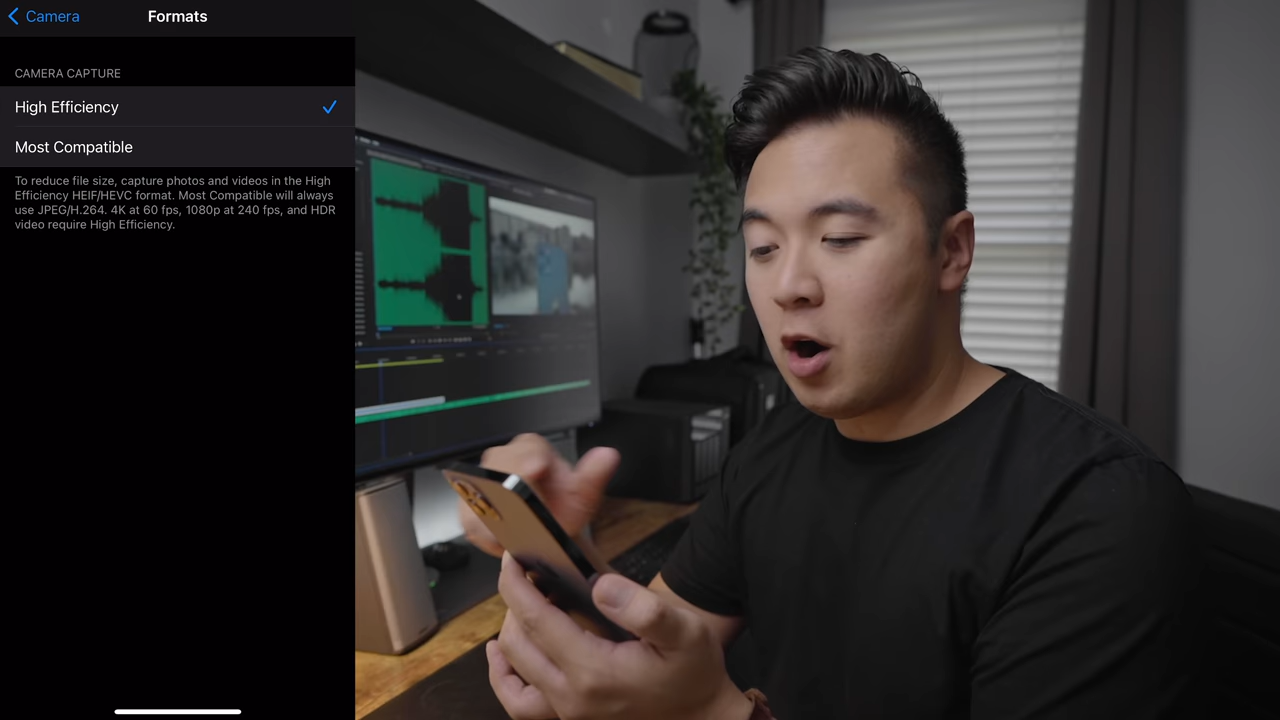 Camera
Formats
CAMERA CAPTURE
High Efficiency
Most Compatible
To reduce file size, capture photos and videos in the High
Efficiency HEIF/HEVC format. Most Compatible will always
use JPEG/H.264. 4K at 60 fps, 1080p at 240 fps, and HDR
video require High Efficiency.